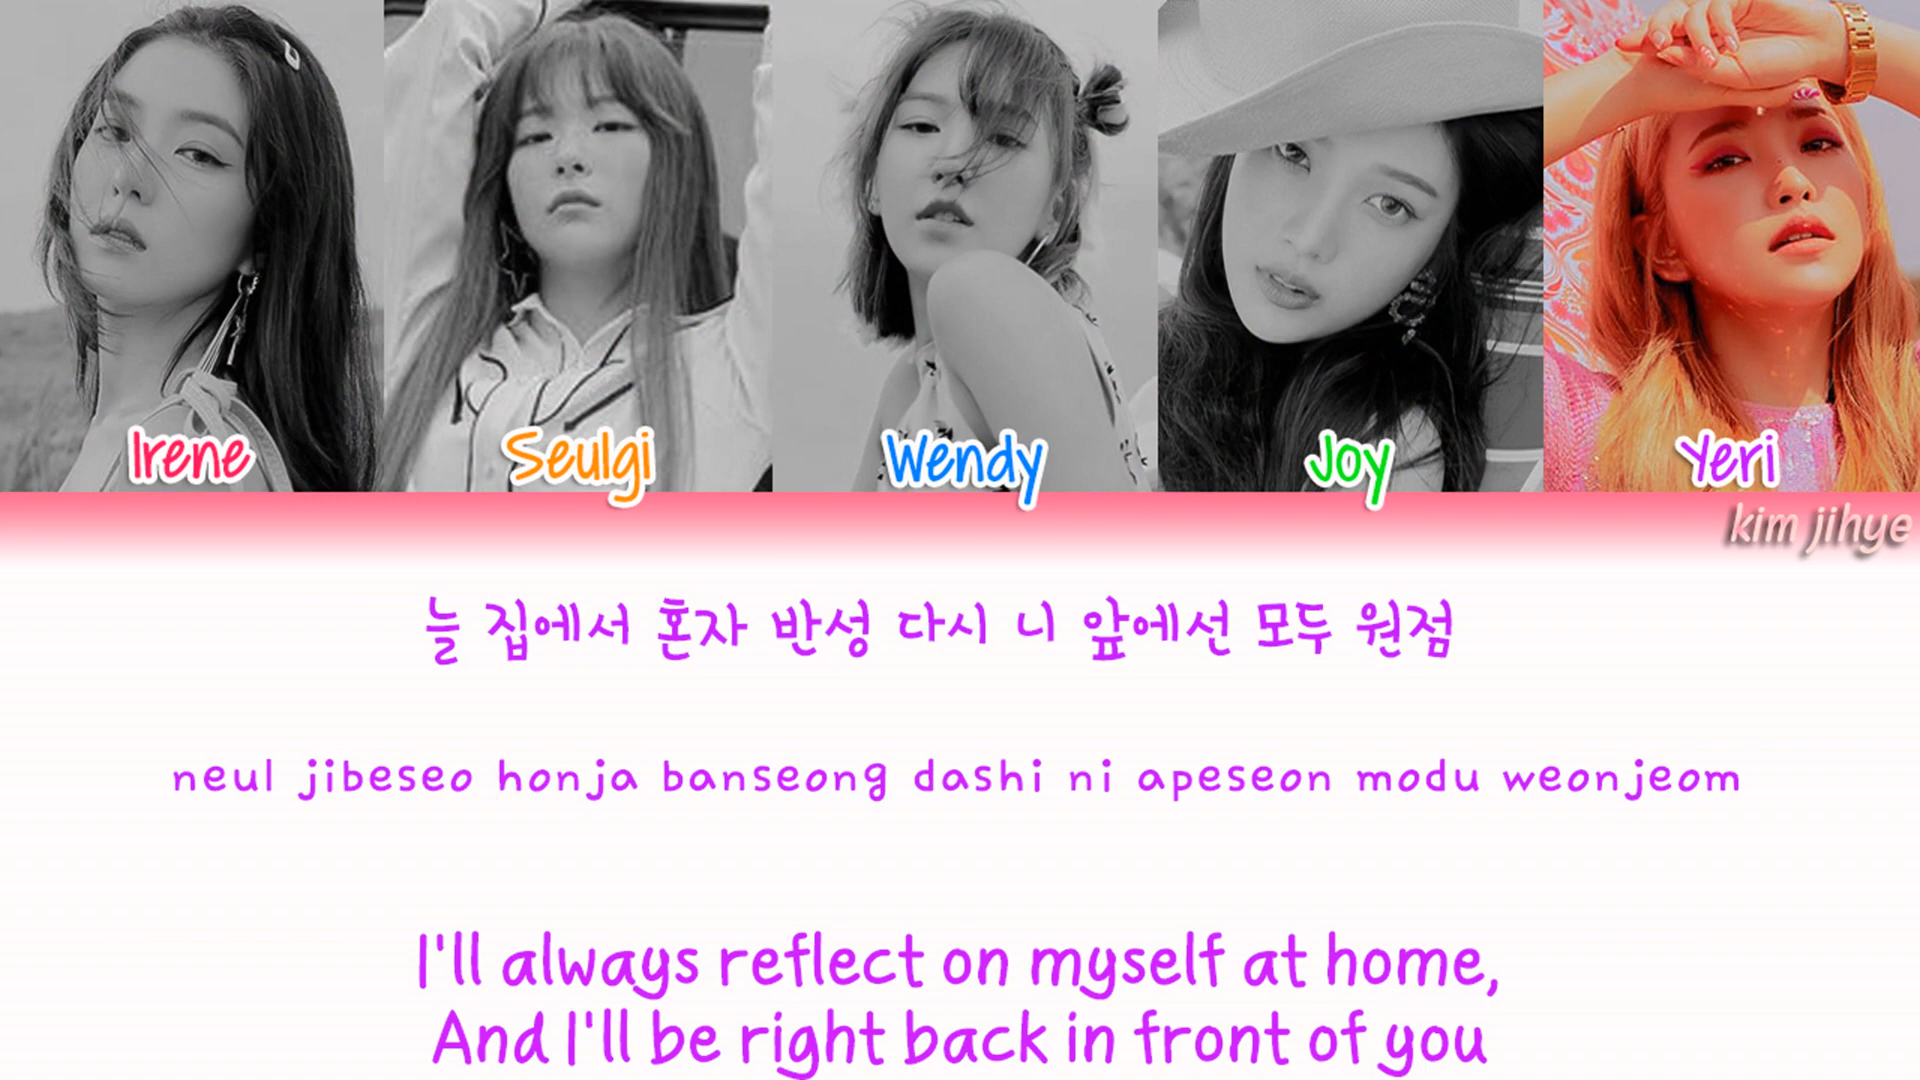 Irene
Seulgi
Wendy
Joy
Yeri
kim jihye
늘 집에서 혼자 반성 다시 니 앞에선 모두 원점
neul jibeseo honja banseong dashi ni apeseon modu weonjeom
I'll always reflect on myself at home,
And I'll be right back in front of you